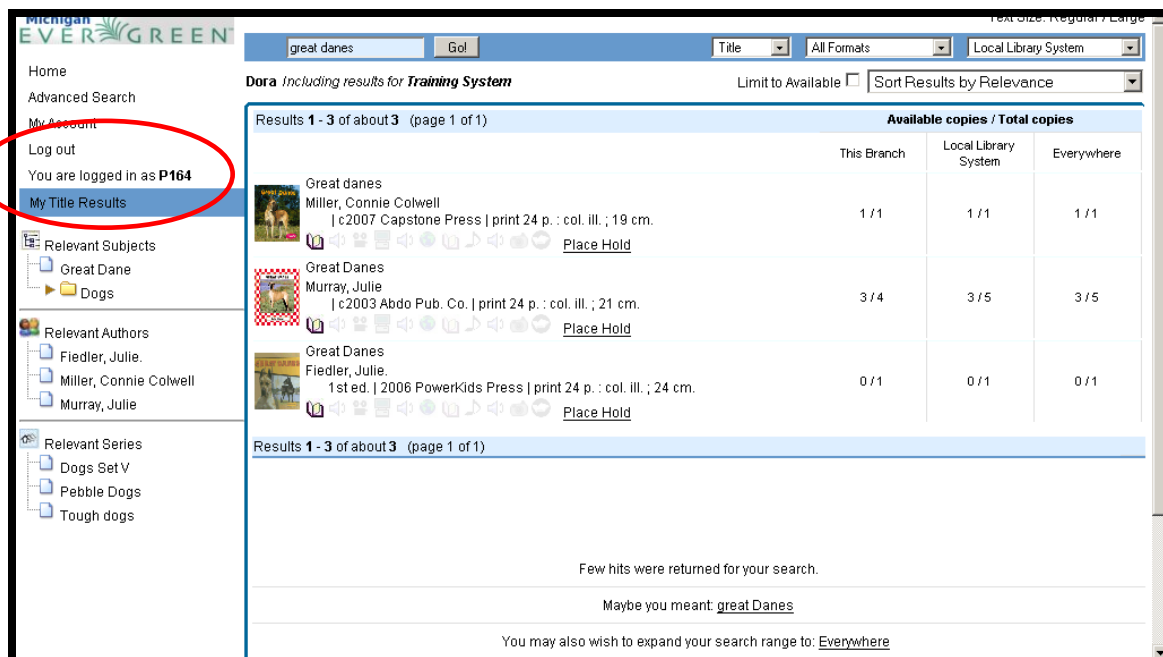 Michigan
EVERGREEN
Text Size: Regular / Large
great danes Go! Title All Formats Local Library System
Home
Advanced Search
My Account
Log out
You are logged in as P164
My Title Results
Relevant Subjects
Great Dane
Dogs
Relevant Authors
Fiedler, Julie.
Miller, Connie Colwell
Murray, Julie
Relevant Series
Dogs Set V
Pebble Dogs
Tough dogs
Dora Including results for Training System Limit to Available Sort Results by Relevance
Results 1 - 3 of about 3 (page 1 of 1) Available copies / Total copies
This Branch Local Library System Everywhere
Great danes
Miller, Connie Colwell
| c2007 Capstone Press | print 24 p. : col. ill. ; 19 cm. 1 / 1 1 / 1 1 / 1
Place Hold
Great Danes
Murray, Julie
| c2003 Abdo Pub. Co. | print 24 p. : col. ill. ; 21 cm. 3 / 4 3 / 5 3 / 5
Place Hold
Great Danes
Fiedler, Julie.
1st ed. | 2006 PowerKids Press | print 24 p. : col. ill. ; 24 cm. 0 / 1 0 / 1 0 / 1
Place Hold
Results 1 - 3 of about 3 (page 1 of 1)
Few hits were returned for your search.
Maybe you meant: great Danes
You may also wish to expand your search range to: Everywhere